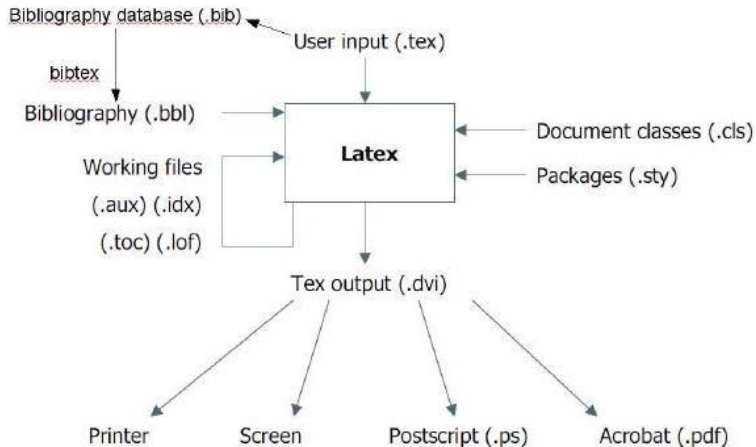 Bibliography database (.bib)
User input (.tex)
bibtex
Bibliography (.bbl)
Latex
Document classes (.cls)
Working files
Packages (.sty)
(.aux) (.idx)
(.toc) (.lof)
Tex output (.dvi)
Printer
Screen
Postscript (.ps)
Acrobat (.pdf)